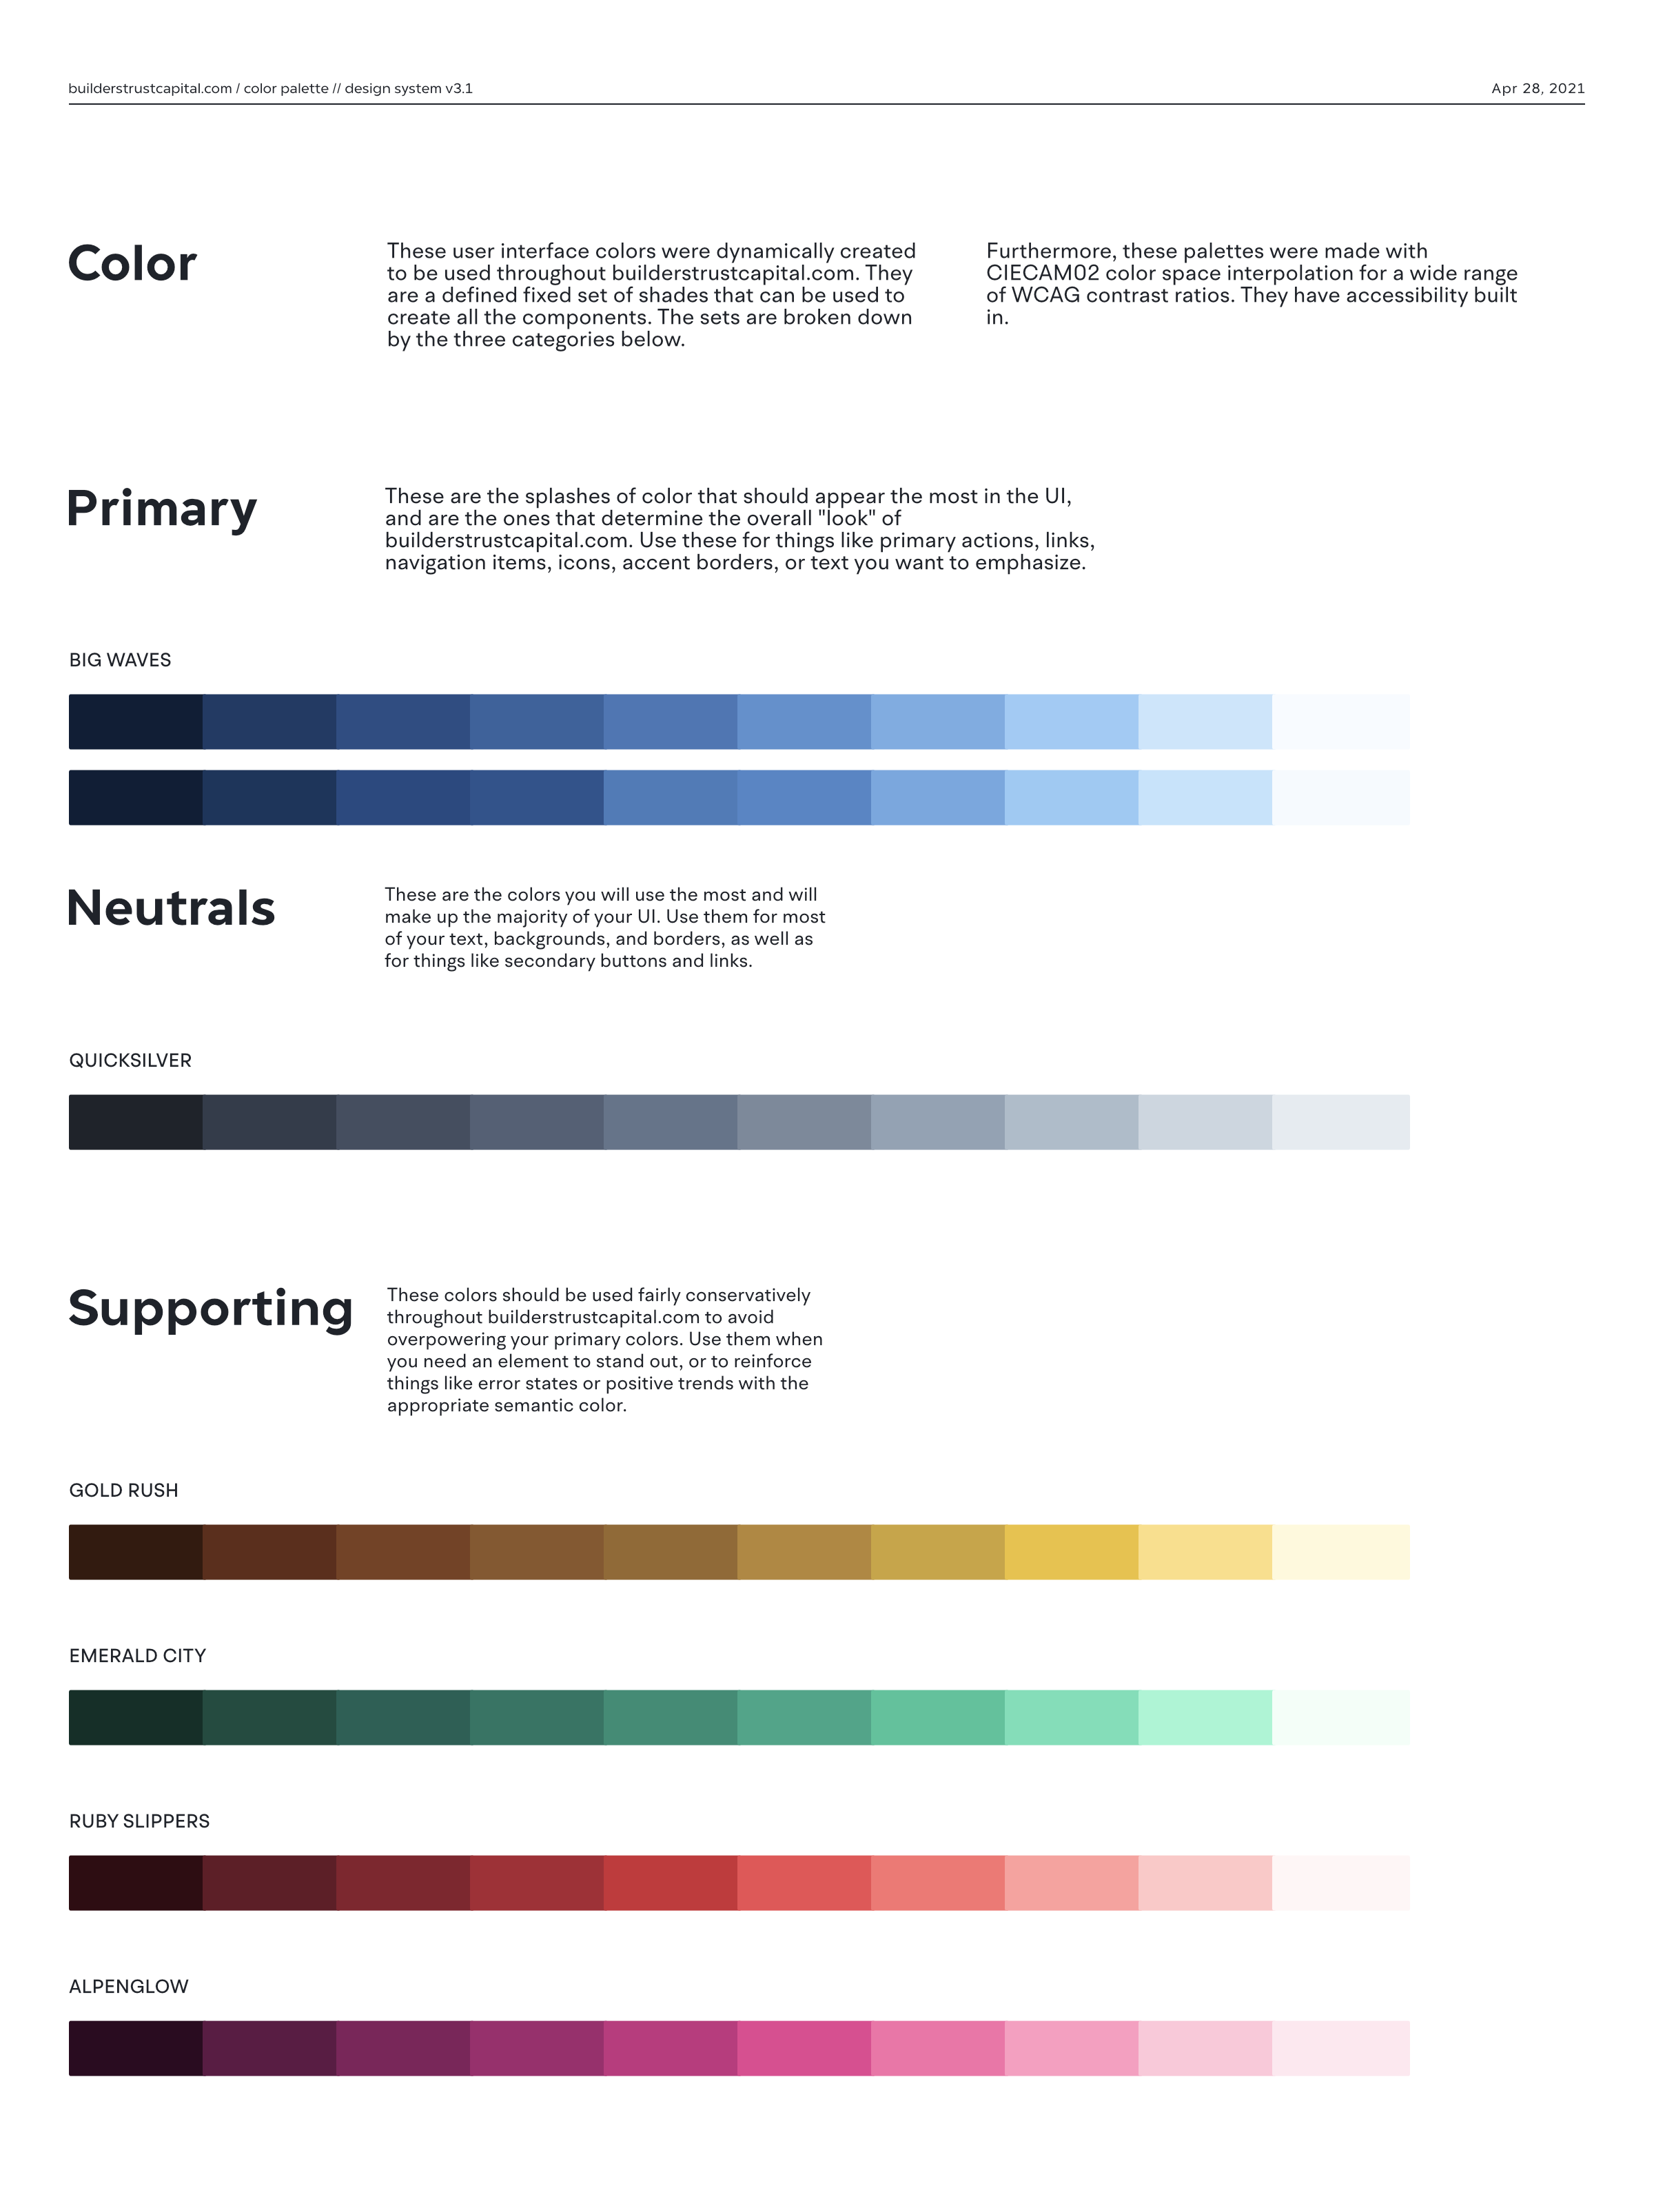 builderstrustcapital.com / color palette // design system v3.1
Apr 28, 2021
Color
These user interface colors were dynamically created
to be used throughout builderstrustcapital.com. They
are a defined fixed set of shades that can be used to
create all the components. The sets are broken down
by the three categories below.
Furthermore, these palettes were made with
CIECAM02 color space interpolation for a wide range
of WCAG contrast ratios. They have accessibility built
in.
Primary
These are the splashes of color that should appear the most in the UI,
and are the ones that determine the overall "look" of
builderstrustcapital.com. Use these for things like primary actions, links,
navigation items, icons, accent borders, or text you want to emphasize.
BIG WAVES
Neutrals
These are the colors you will use the most and will
make up the majority of your UI. Use them for most
of your text, backgrounds, and borders, as well as
for things like secondary buttons and links.
QUICKSILVER
Supporting
These colors should be used fairly conservatively
throughout builderstrustcapital.com to avoid
overpowering your primary colors. Use them when
you need an element to stand out, or to reinforce
things like error states or positive trends with the
appropriate semantic color.
GOLD RUSH
EMERALD CITY
RUBY SLIPPERS
ALPENGLOW